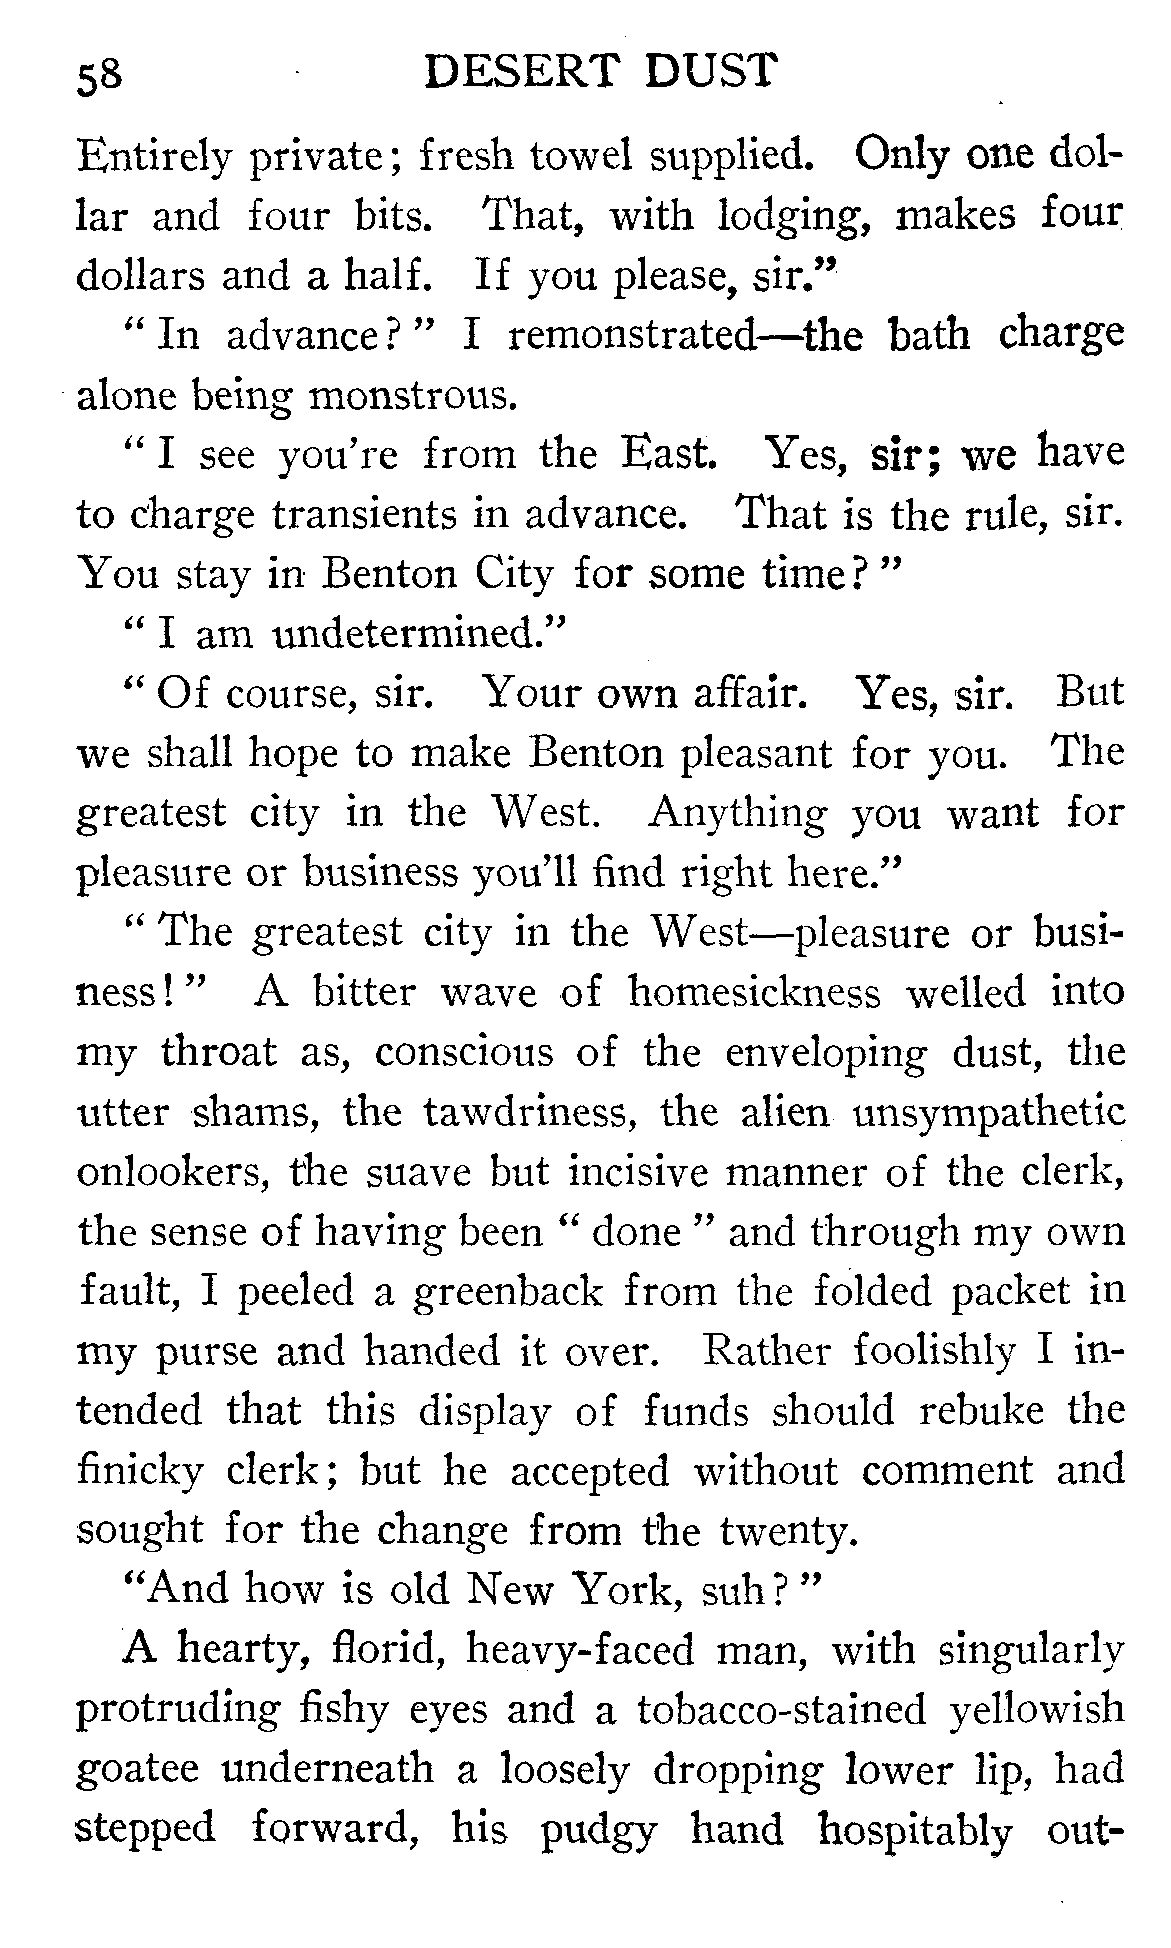 58 DESERT DUST
Entirely private; fresh towel supplied. Only one dol-
lar and four bits. That, with lodging, makes four
dollars and a half. If you please, sir."
"In advance?" I remonstrated—the bath charge
alone being monstrous.
"I see you're from the East. Yes, sir; we have
to charge transients in advance. That is the rule, sir.
You stay in Benton City for some time?"
"I am undetermined."
"Of course, sir. Your own affair. Yes, sir. But
we shall hope to make Benton pleasant for you. The
greatest city in the West. Anything you want for
pleasure or business you'll find right here."
"The greatest city in the West—pleasure or busi-
ness!" A bitter wave of homesickness welled into
my throat as, conscious of the enveloping dust, the
utter shams, the tawdriness, the alien unsympathetic
onlookers, the suave but incisive manner of the clerk,
the sense of having been "done" and through my own
fault, I peeled a greenback from the folded packet in
my purse and handed it over. Rather foolishly I in-
tended that this display of funds should rebuke the
finicky clerk; but he accepted without comment and
sought for the change from the twenty.
"And how is old New York, suh?"
A hearty, florid, heavy-faced man, with singularly
protruding fishy eyes and a tobacco-stained yellowish
goatee underneath a loosely dropping lower lip, had
stepped forward, his pudgy hand hospitably out-